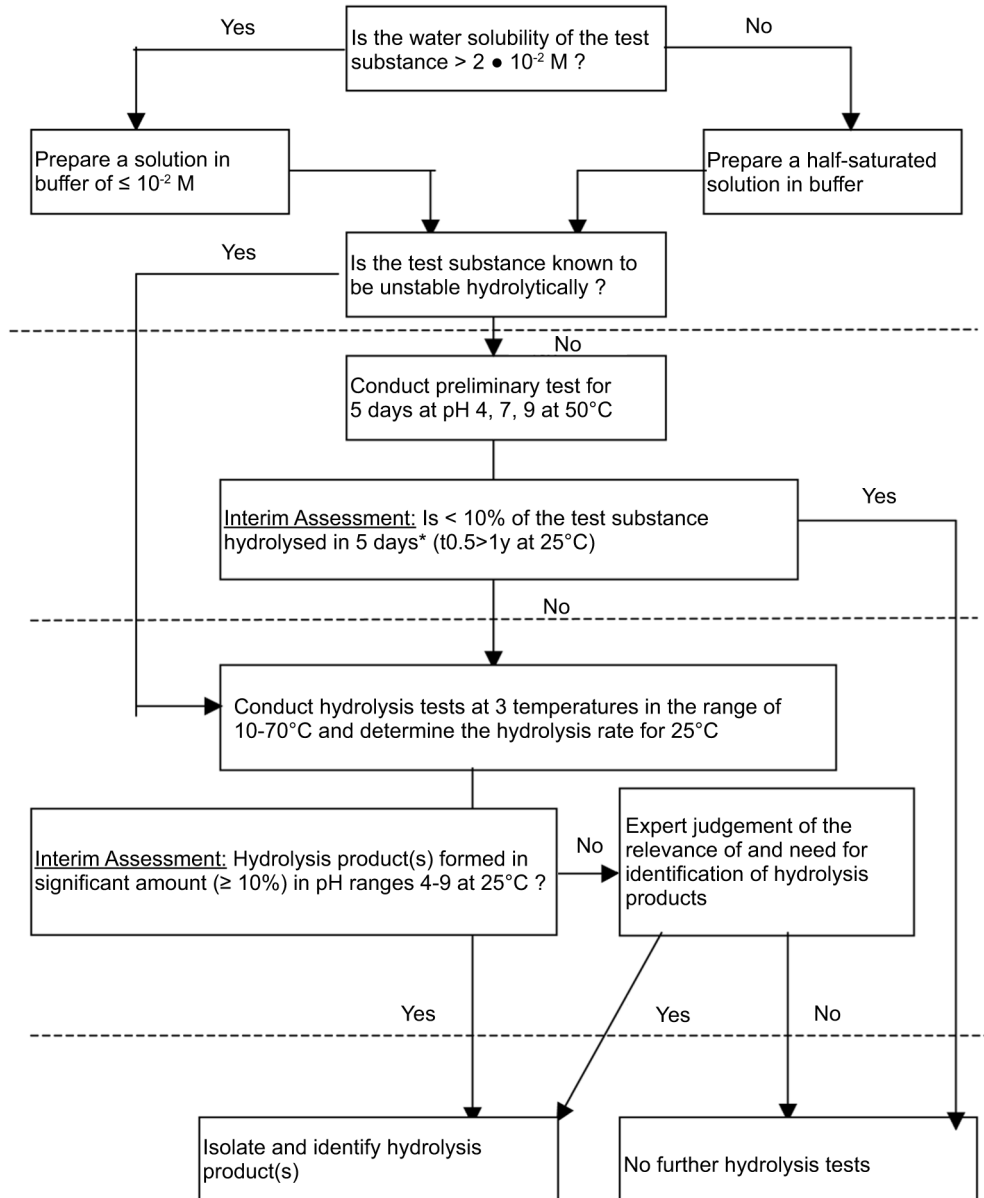 Yes
Is the water solubility of the test
substance > 2 ● 10⁻² M ?
No
Prepare a solution in
buffer of ≤ 10⁻² M
Prepare a half-saturated
solution in buffer
Yes
Is the test substance known to
be unstable hydrolytically ?
No
Conduct preliminary test for
5 days at pH 4, 7, 9 at 50°C
Interim Assessment: Is < 10% of the test substance
hydrolysed in 5 days* (t0.5>1y at 25°C)
Yes
No
Conduct hydrolysis tests at 3 temperatures in the range of
10-70°C and determine the hydrolysis rate for 25°C
Interim Assessment: Hydrolysis product(s) formed in
significant amount (≥ 10%) in pH ranges 4-9 at 25°C ?
No
Expert judgement of the
relevance of and need for
identification of hydrolysis
products
Yes
Yes
No
Isolate and identify hydrolysis
product(s)
No further hydrolysis tests